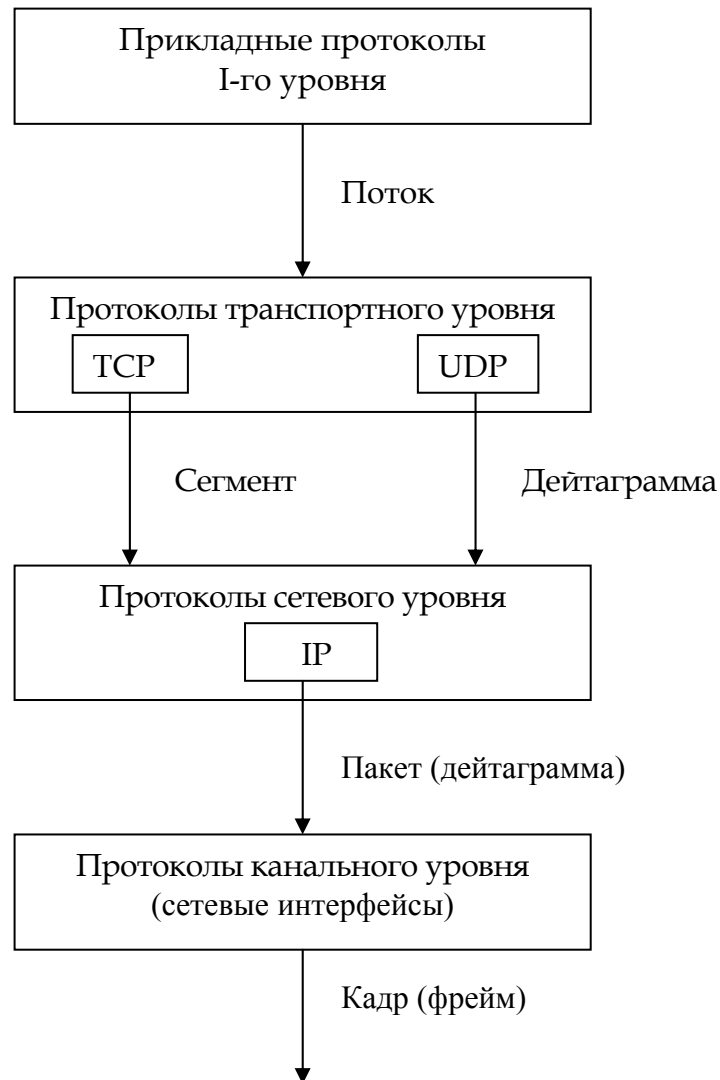 Прикладные протоколы
I-го уровня
Поток
Протоколы транспортного уровня
TCP
UDP
Сегмент
Дейтаграмма
Протоколы сетевого уровня
IP
Пакет (дейтаграмма)
Протоколы канального уровня
(сетевые интерфейсы)
Кадр (фрейм)